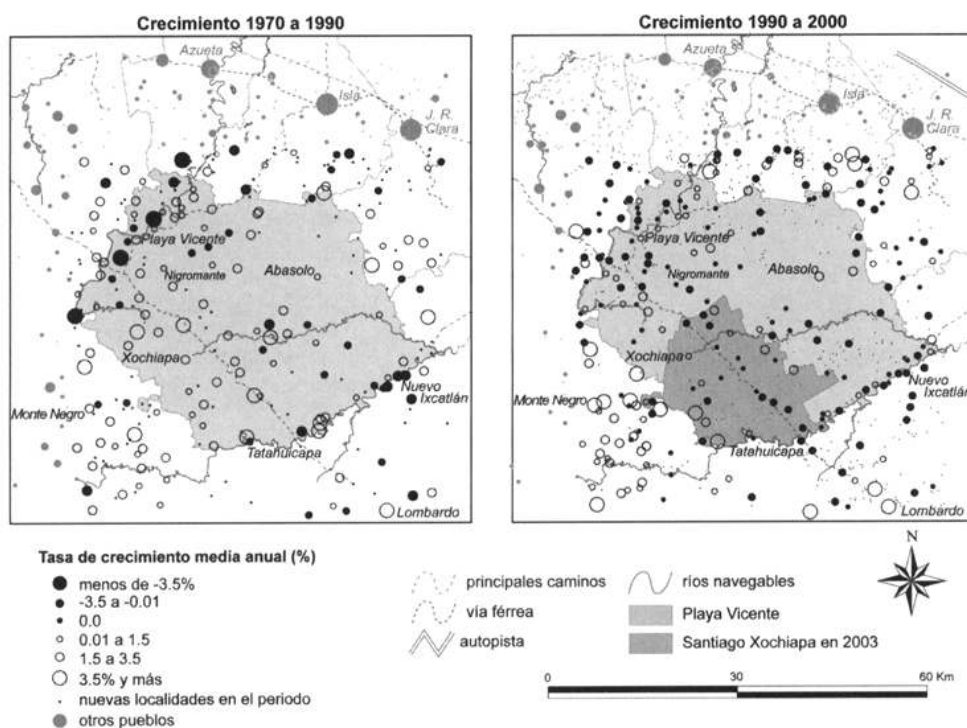 Crecimiento 1970 a 1990
Azueta
Isla
J. R.
Clara
Playa Vicente
Nigromante
Abasolo
Xochiapa
Nuevo
Ixcatlán
Monte Negro
Tatahuicapa
Lombardo
Crecimiento 1990 a 2000
Azueta
Isla
J. R.
Clara
Playa Vicente
Nigromante
Abasolo
Xochiapa
Nuevo
Ixcatlán
Monte Negro
Tatahuicapa
Lombardo
Tasa de crecimiento media anual (%)
menos de -3.5%
-3.5 a -0.01
0.0
0.01 a 1.5
1.5 a 3.5
3.5% y más
nuevas localidades en el periodo
otros pueblos
principales caminos
vía férrea
autopista
ríos navegables
Playa Vicente
Santiago Xochiapa en 2003
N
0 30 60 Km